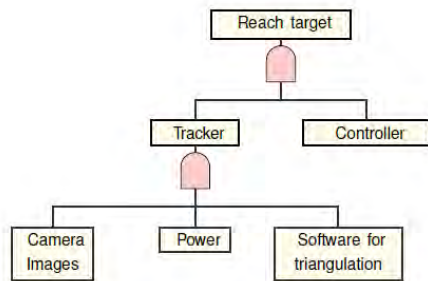 Reach target
Tracker
Controller
Camera
Images
Power
Software for
triangulation